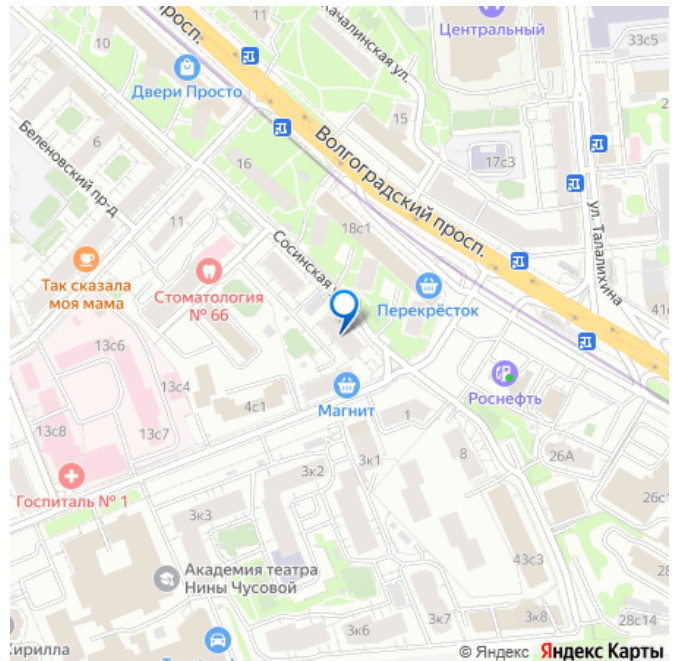 11
Качалинская ул.
Центральный
33с5
просп.
10
Двери Просто
Беленовский пр-д
6
16
15
17с3
Волгоградский просп.
ул. Талалихина
11
18с1
Сосинская
Так сказала
моя мама
Стоматология
№ 66
Перекрёсток
41
13с6
13с4
Магнит
4с1
1
Роснефть
13с8
13с7
3к1
8
26А
3к2
Госпиталь № 1
26с
3к3
Академия театра
Нины Чусовой
43с3
28
3к6
3к7
3к8
28с14
Кирилла
© Яндекс Яндекс Карты